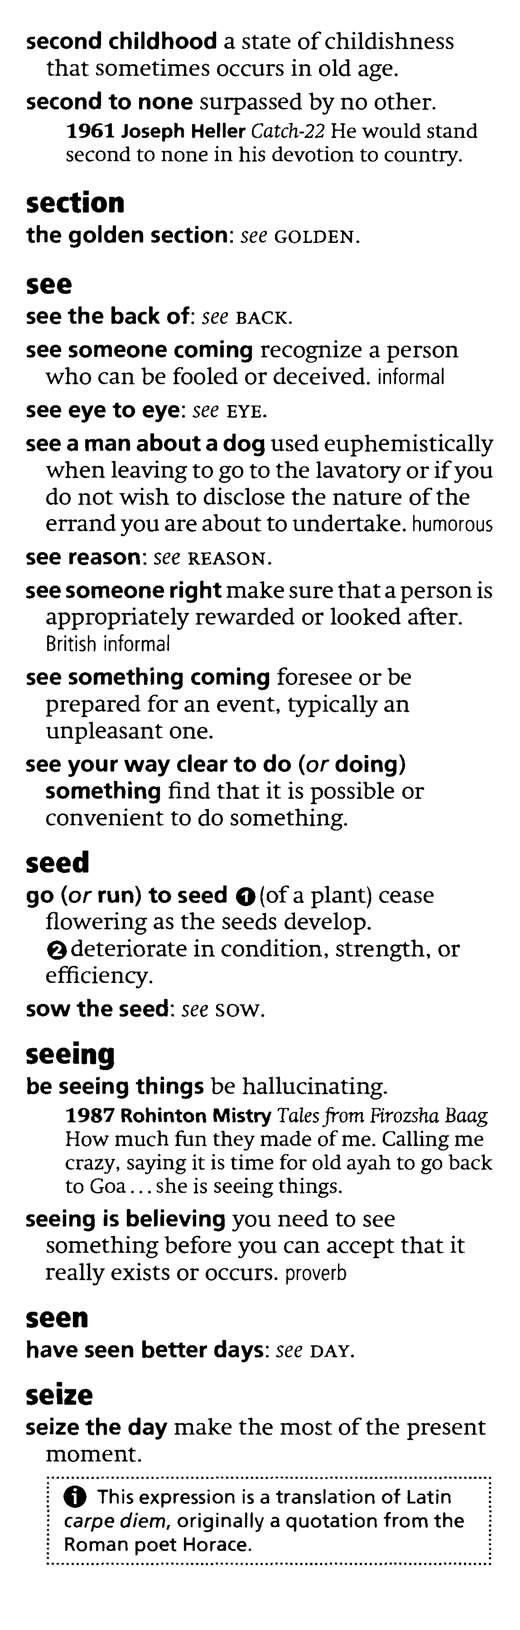 second childhood a state of childishness
that sometimes occurs in old age.
second to none surpassed by no other.
1961 Joseph Heller Catch-22 He would stand
second to none in his devotion to country.
section
the golden section: see GOLDEN.
see
see the back of: see BACK.
see someone coming recognize a person
who can be fooled or deceived. informal
see eye to eye: see EYE.
see a man about a dog used euphemistically
when leaving to go to the lavatory or if you
do not wish to disclose the nature of the
errand you are about to undertake. humorous
see reason: see REASON.
see someone right make sure that a person is
appropriately rewarded or looked after.
British informal
see something coming foresee or be
prepared for an event, typically an
unpleasant one.
see your way clear to do (or doing)
something find that it is possible or
convenient to do something.
seed
go (or run) to seed ❶ (of a plant) cease
flowering as the seeds develop.
❷ deteriorate in condition, strength, or
efficiency.
sow the seed: see SOW.
seeing
be seeing things be hallucinating.
1987 Rohinton Mistry Tales from Firozsha Baag
How much fun they made of me. Calling me
crazy, saying it is time for old ayah to go back
to Goa... she is seeing things.
seeing is believing you need to see
something before you can accept that it
really exists or occurs. proverb
seen
have seen better days: see DAY.
seize
seize the day make the most of the present
moment.
i This expression is a translation of Latin
carpe diem, originally a quotation from the
Roman poet Horace.